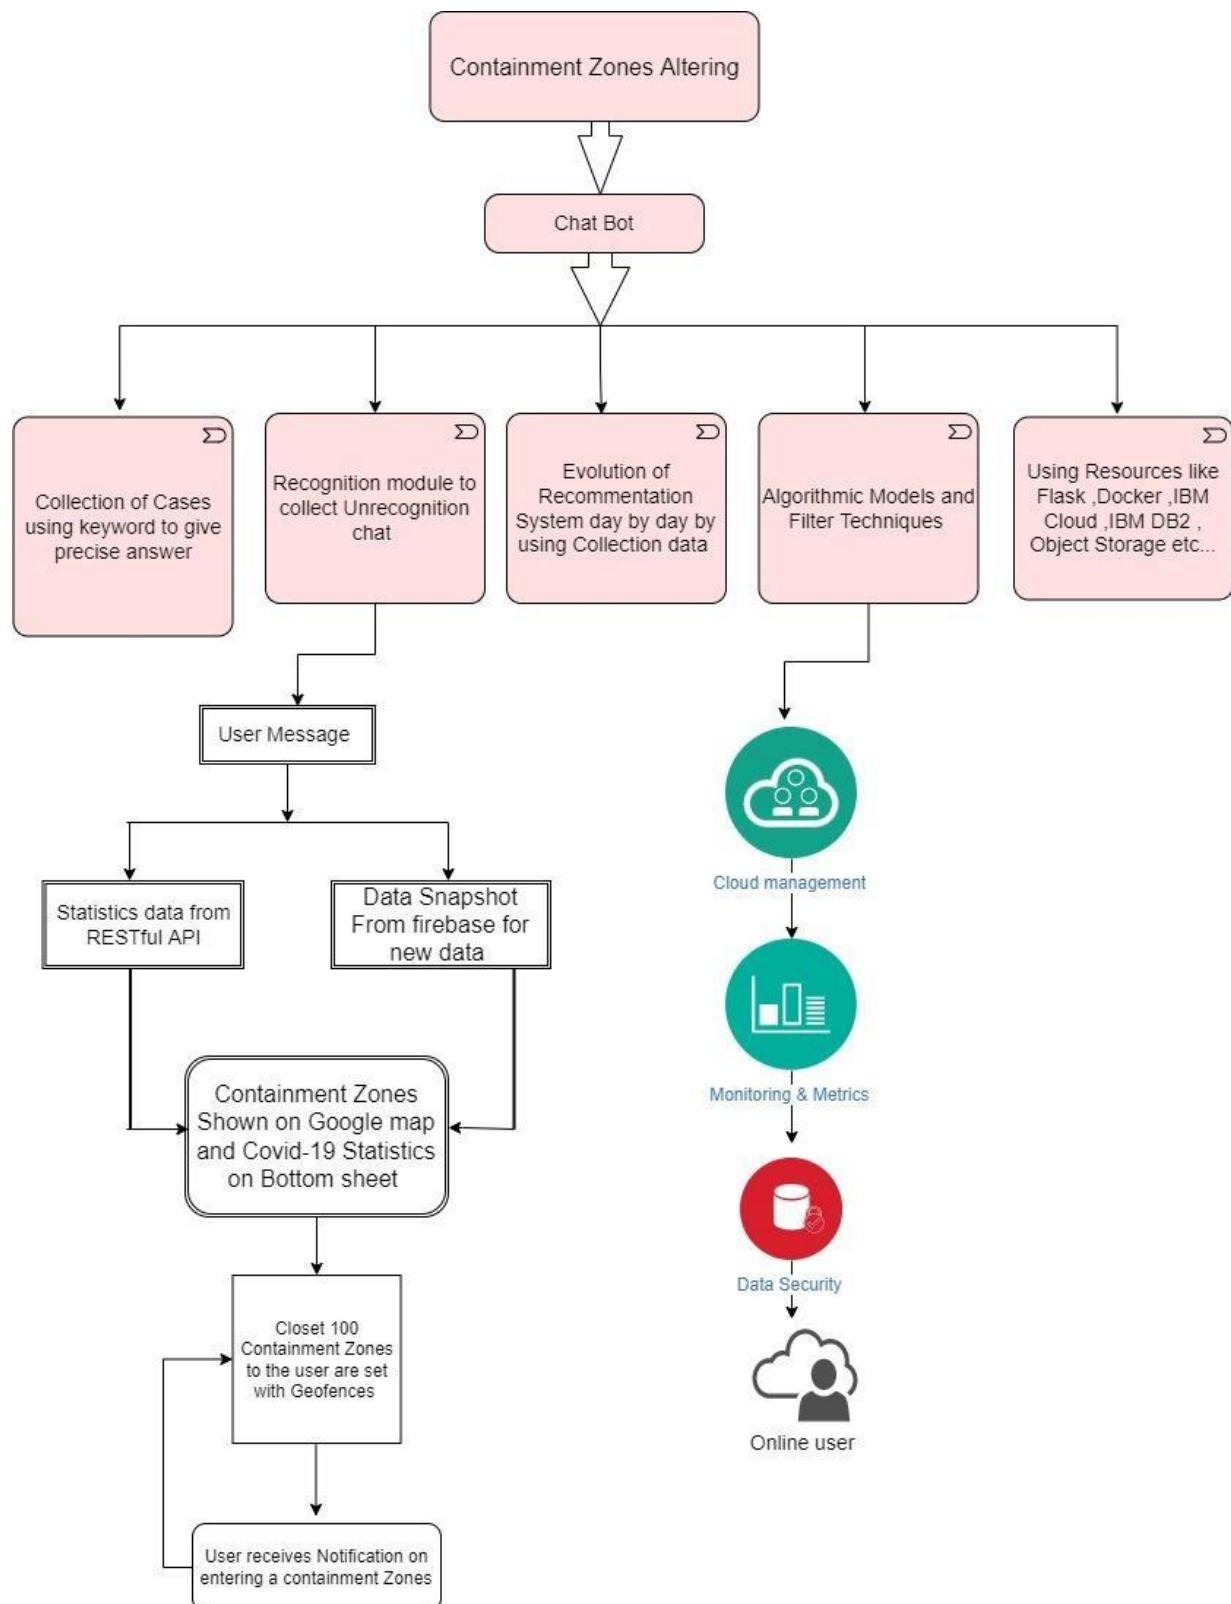 Containment Zones Altering
Chat Bot
Collection of Cases
using keyword to give
precise answer
Recognition module to
collect Unrecognition
chat
Evolution of
Recommentation
System day by day by
using Collection data
Algorithmic Models and
Filter Techniques
Using Resources like
Flask ,Docker ,IBM
Cloud ,IBM DB2 ,
Object Storage etc...
User Message
Statistics data from
RESTful API
Data Snapshot
From firebase for
new data
Cloud management
Monitoring & Metrics
Containment Zones
Shown on Google map
and Covid-19 Statistics
on Bottom sheet
Data Security
Closet 100
Containment Zones
to the user are set
with Geofences
Online user
User receives Notification on
entering a containment Zones